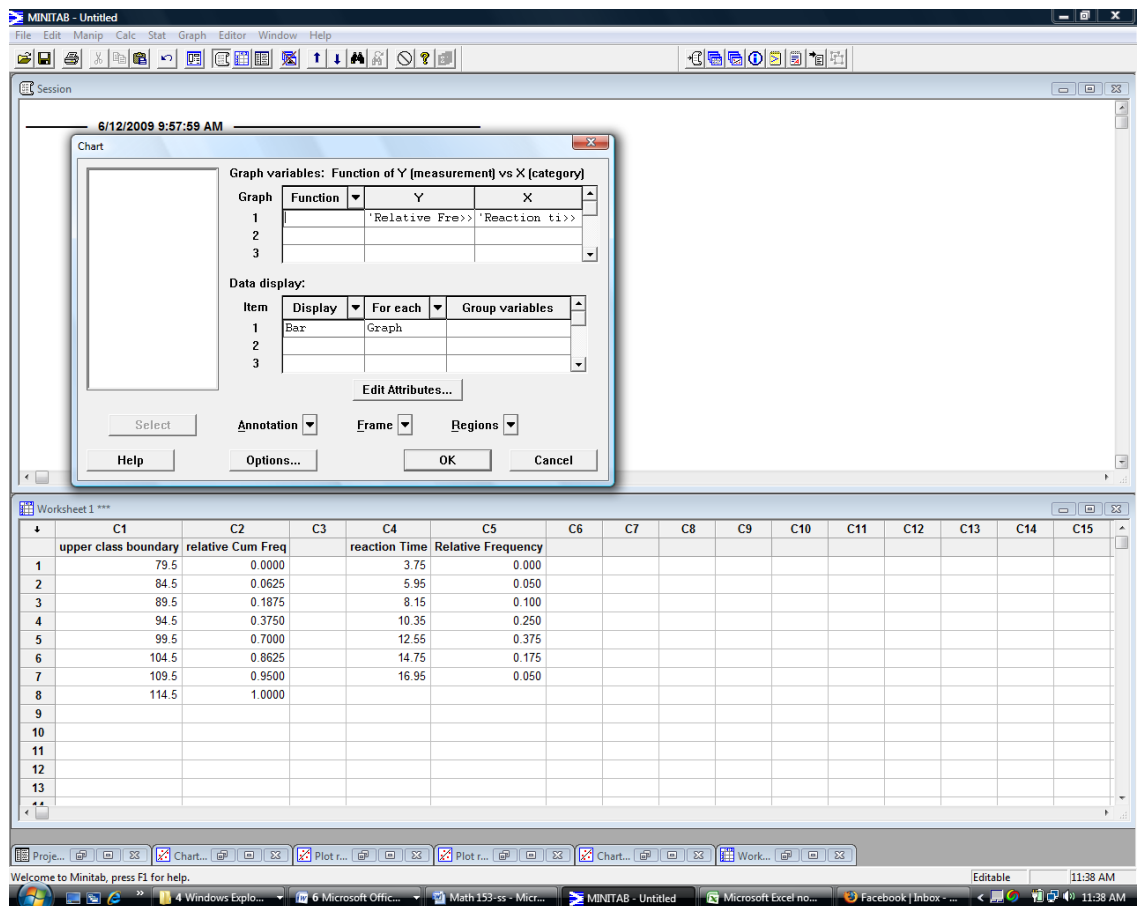 MINITAB - Untitled
File Edit Manip Calc Stat Graph Editor Window Help
Session
6/12/2009 9:57:59 AM
Chart
Graph variables: Function of Y (measurement) vs X (category)
Graph Function Y X
1 'Relative Fre>> 'Reaction ti>>
2
3
Data display:
Item Display For each Group variables
1 Bar Graph
2
3
Edit Attributes...
Select Annotation Frame Regions
Help Options... OK Cancel
Worksheet 1 ***
C1 C2 C3 C4 C5 C6 C7 C8 C9 C10 C11 C12 C13 C14 C15
upper class boundary relative Cum Freq reaction Time Relative Frequency
1 79.5 0.0000 3.75 0.000
2 84.5 0.0625 5.95 0.050
3 89.5 0.1875 8.15 0.100
4 94.5 0.3750 10.35 0.250
5 99.5 0.7000 12.55 0.375
6 104.5 0.8625 14.75 0.175
7 109.5 0.9500 16.95 0.050
8 114.5 1.0000
9
10
11
12
13
Proje... Chart... Plot r... Plot r... Chart... Work...
Welcome to Minitab, press F1 for help. Editable 11:38 AM
4 Windows Explo... 6 Microsoft Offic... Math 153-ss - Micr... MINITAB - Untitled Microsoft Excel no... Facebook | Inbox - ... 11:38 AM